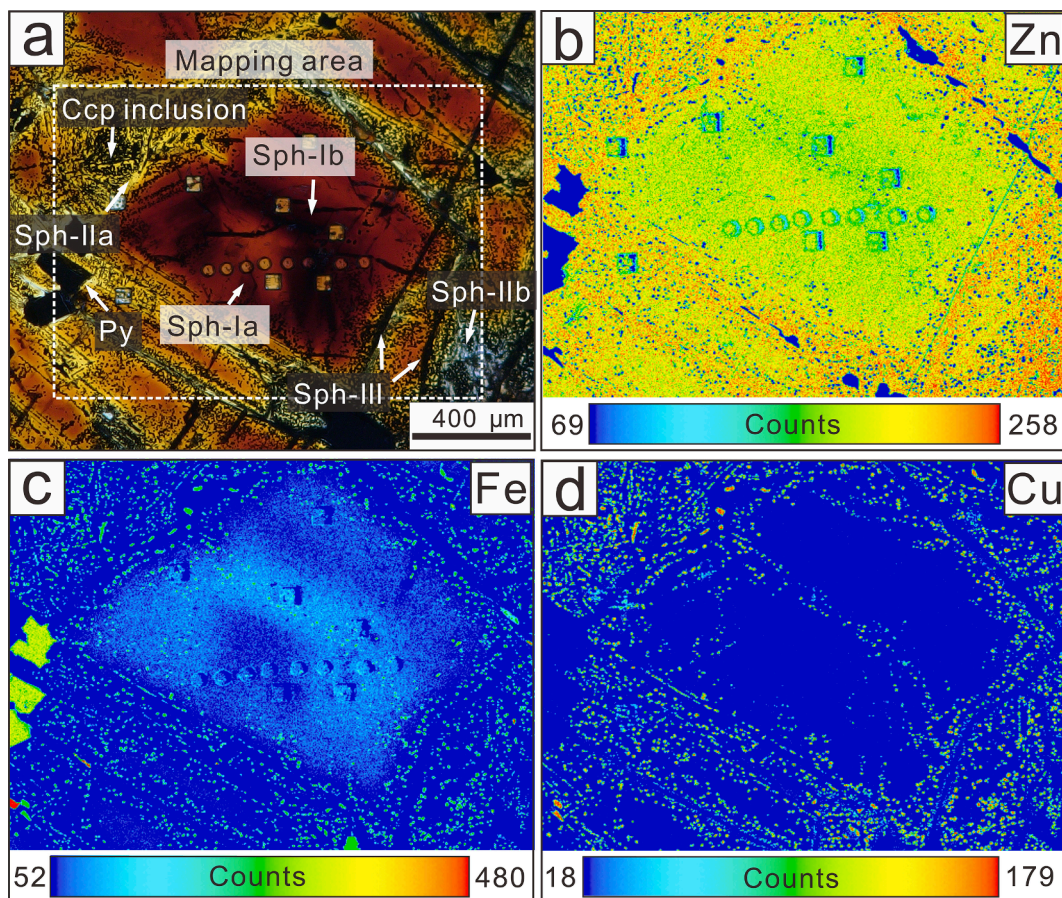 a
Mapping area
Ccp inclusion
Sph-Ib
Sph-IIa
Sph-IIb
Py
Sph-Ia
Sph-III
400 µm
b
Zn
69 Counts 258
c
Fe
52 Counts 480
d
Cu
18 Counts 179